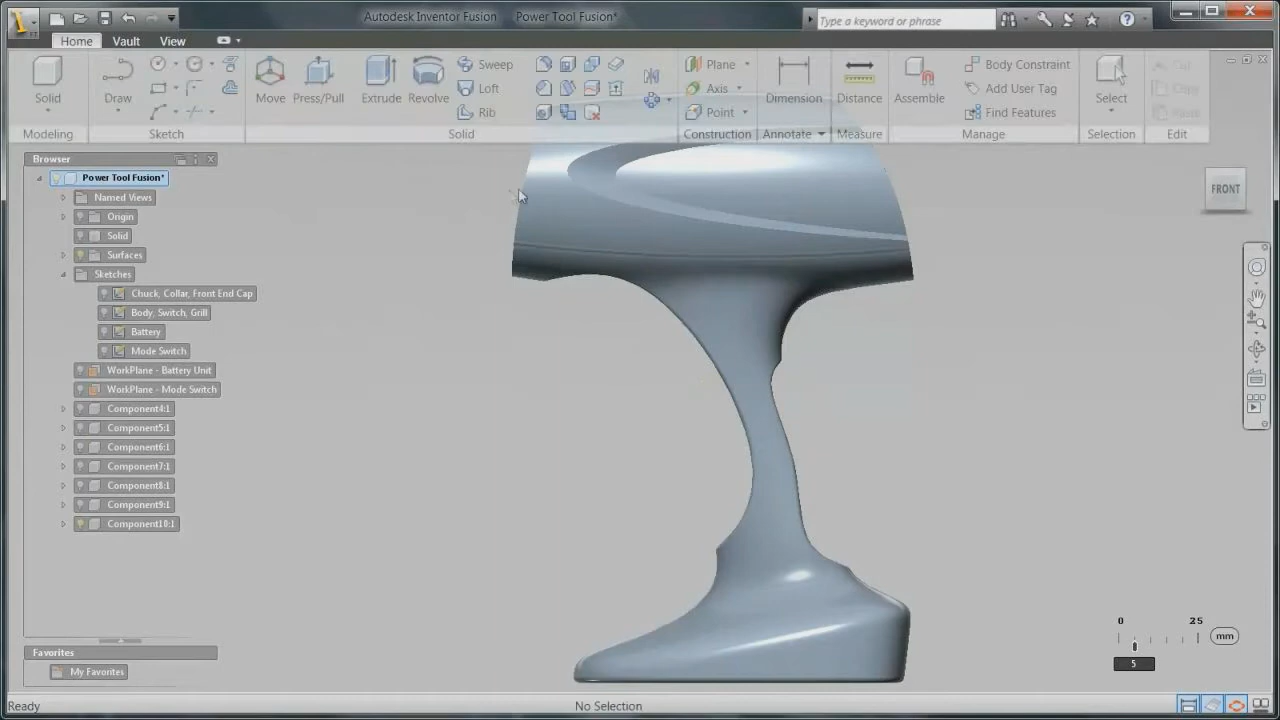 Autodesk Inventor Fusion Power Tool Fusion*
Type a keyword or phrase
Home Vault View
Solid
Draw
Move Press/Pull
Extrude Revolve
Sweep
Loft
Rib
Plane
Axis
Point
Dimension
Distance
Assemble
Body Constraint
Add User Tag
Find Features
Select
Cut
Copy
Paste
Modeling Sketch Solid Construction Annotate Measure Manage Selection Edit
Browser
Power Tool Fusion*
Named Views
Origin
Solid
Surfaces
Sketches
Chuck, Collar, Front End Cap
Body, Switch, Grill
Battery
Mode Switch
WorkPlane - Battery Unit
WorkPlane - Mode Switch
Component4:1
Component5:1
Component6:1
Component7:1
Component8:1
Component9:1
Component10:1
FRONT
0 25
mm
5
Favorites
My Favorites
Ready No Selection